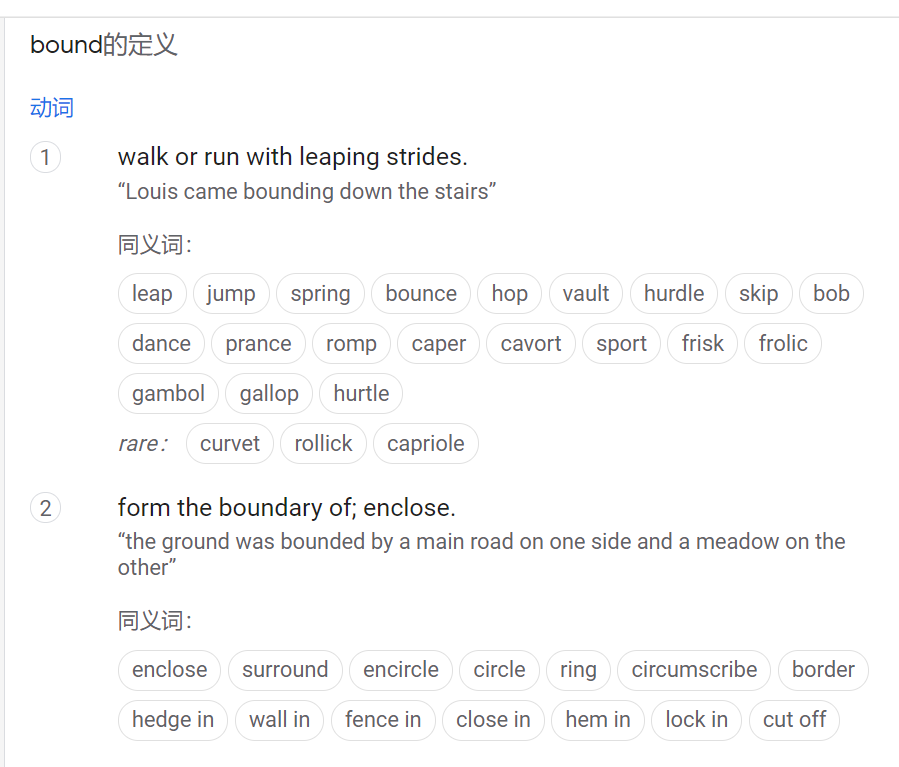 bound的定义
动词
1 walk or run with leaping strides.
“Louis came bounding down the stairs”
同义词：
leap jump spring bounce hop vault hurdle skip bob
dance prance romp caper cavort sport frisk frolic
gambol gallop hurtle
rare： curvet rollick capriole
2 form the boundary of; enclose.
“the ground was bounded by a main road on one side and a meadow on the
other”
同义词：
enclose surround encircle circle ring circumscribe border
hedge in wall in fence in close in hem in lock in cut off